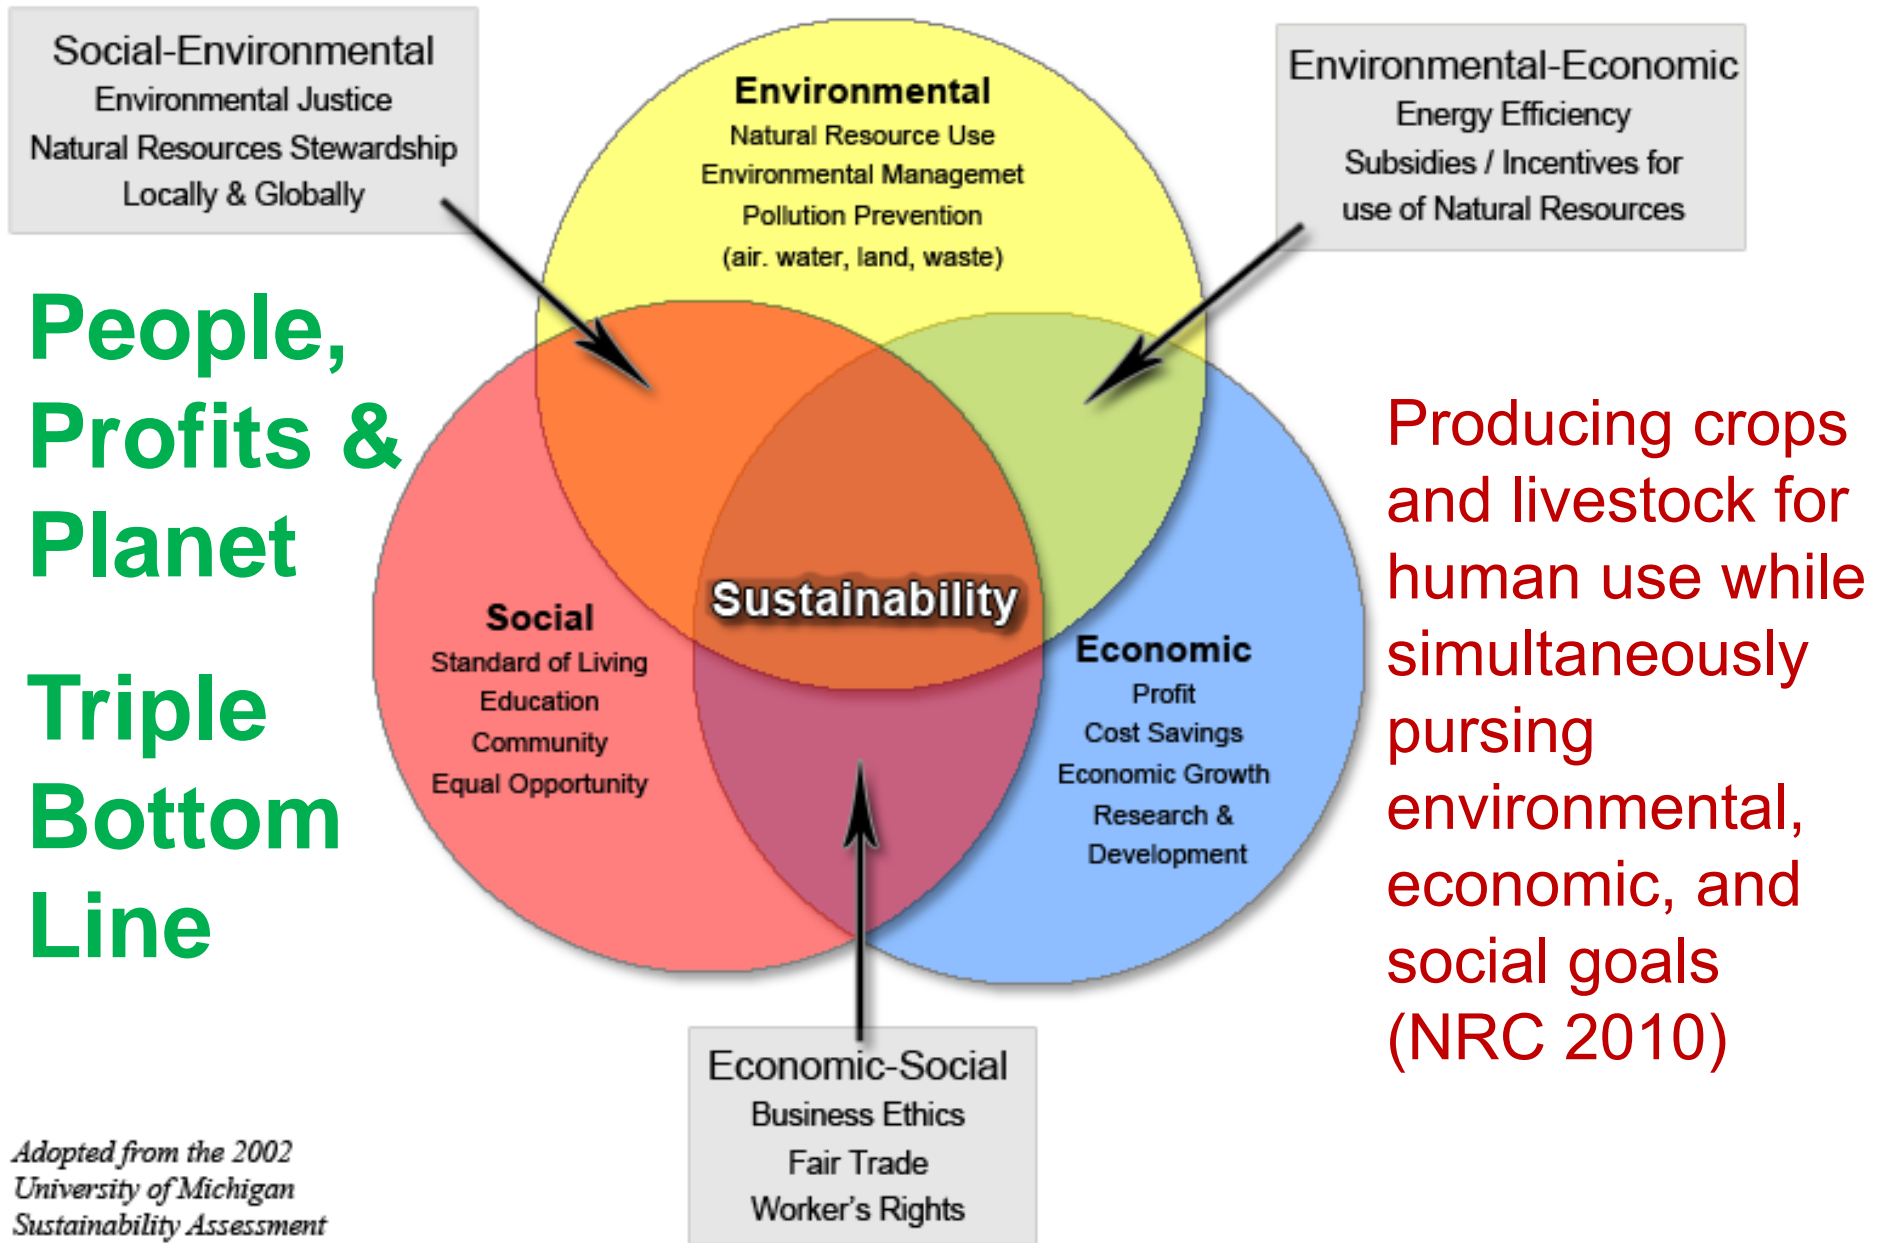 Social-Environmental
Environmental Justice
Natural Resources Stewardship
Locally & Globally
Environmental
Natural Resource Use
Environmental Managemet
Pollution Prevention
(air. water, land, waste)
Environmental-Economic
Energy Efficiency
Subsidies / Incentives for
use of Natural Resources
People,
Profits &
Planet
Triple
Bottom
Line
Sustainability
Social
Standard of Living
Education
Community
Equal Opportunity
Economic
Profit
Cost Savings
Economic Growth
Research &
Development
Producing crops
and livestock for
human use while
simultaneously
pursing
environmental,
economic, and
social goals
(NRC 2010)
Economic-Social
Business Ethics
Fair Trade
Worker's Rights
Adopted from the 2002
University of Michigan
Sustainability Assessment